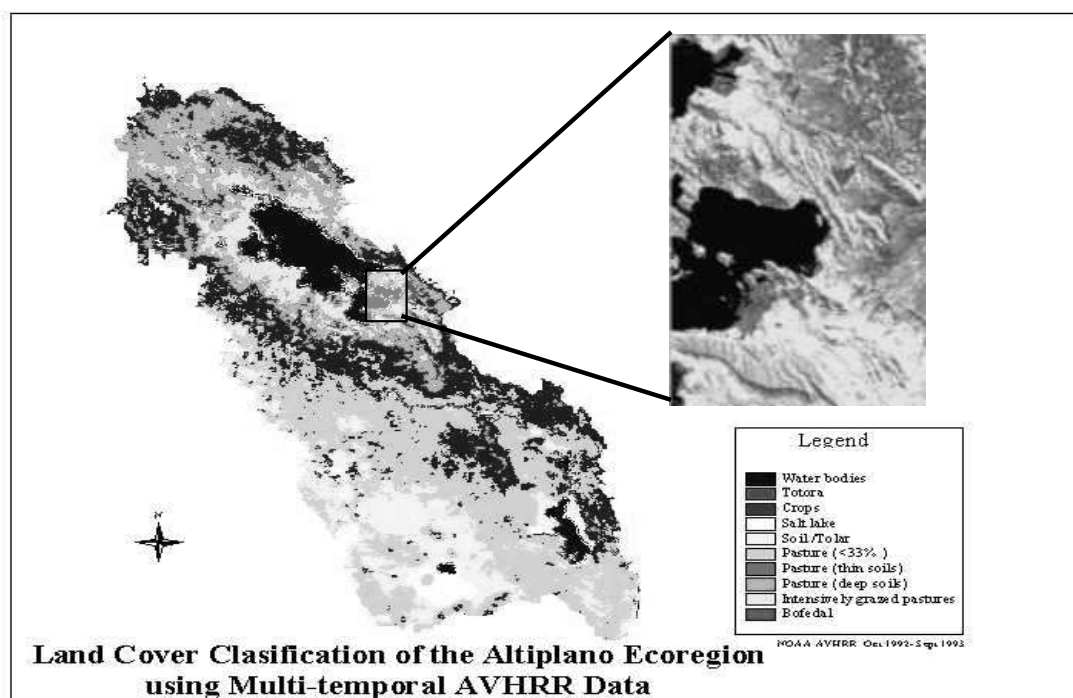 N
Legend
Water bodies
Totora
Crops
Salt lake
Soil/Tolar
Pasture (<33% )
Pasture (thin soils)
Pasture (deep soils)
Intensively grazed pastures
Bofedal
NOAA AVHRR Oct 1992- Sept 1993
Land Cover Clasification of the Altiplano Ecoregion
using Multi-temporal AVHRR Data